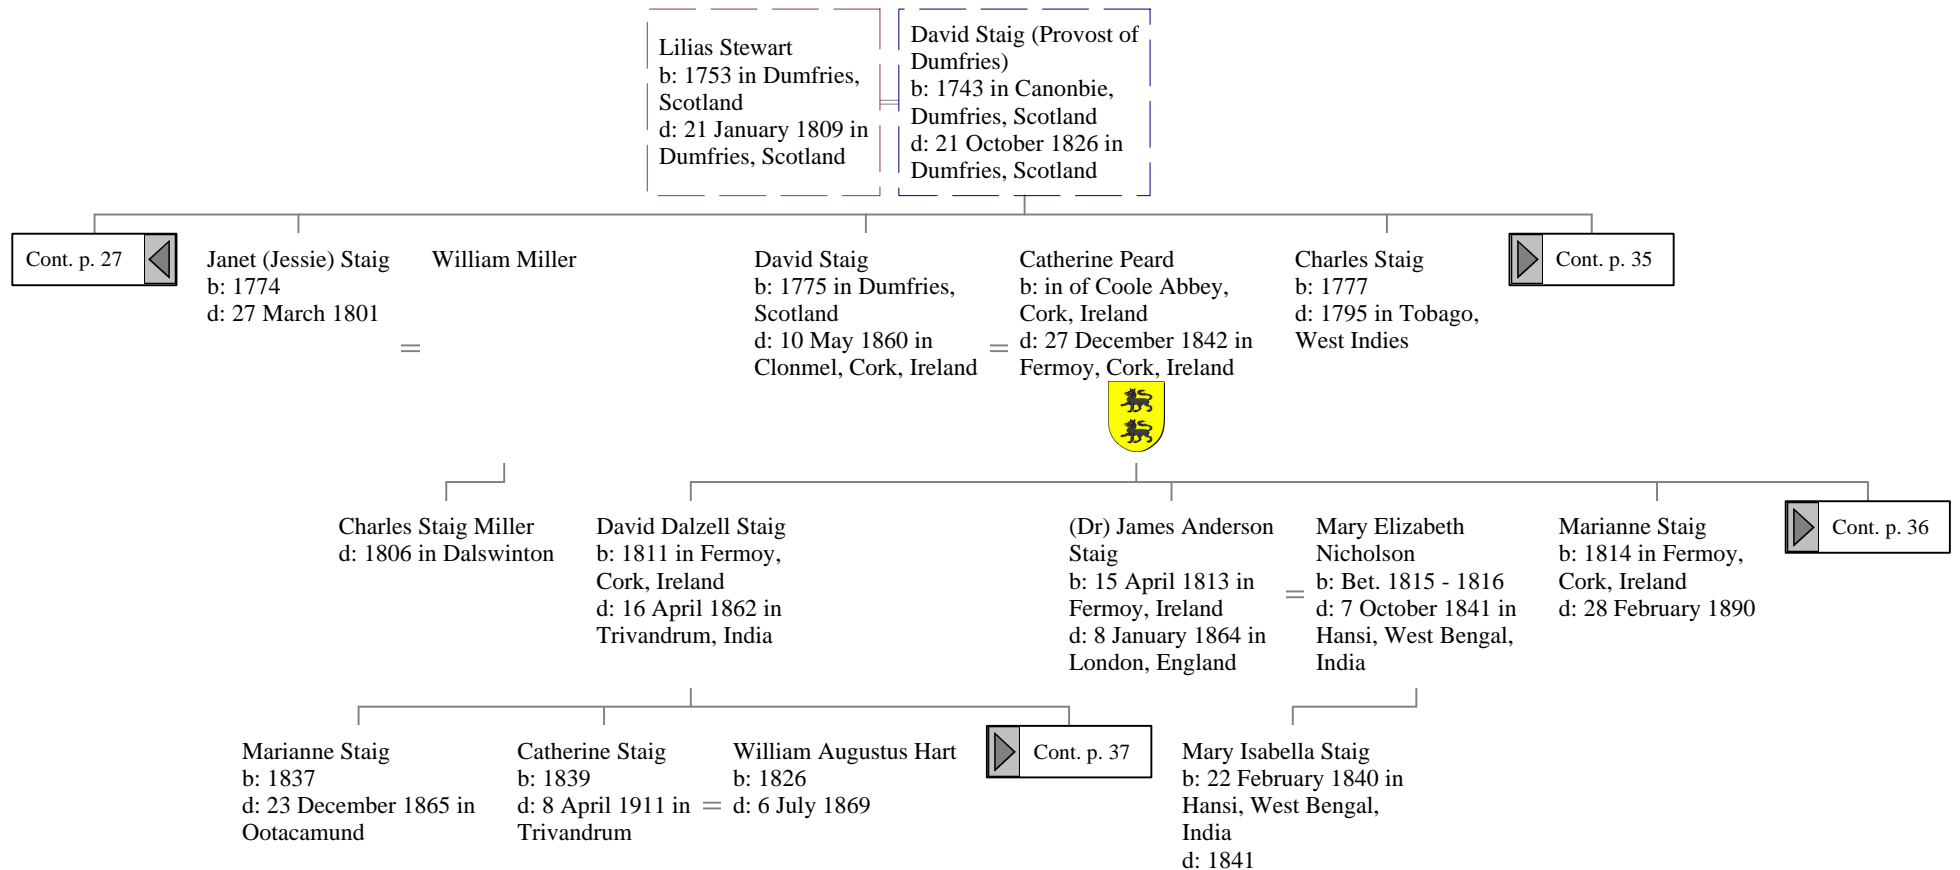 Lilias Stewart
b: 1753 in Dumfries,
Scotland
d: 21 January 1809 in
Dumfries, Scotland
David Staig (Provost of
Dumfries)
b: 1743 in Canonbie,
Dumfries, Scotland
d: 21 October 1826 in
Dumfries, Scotland
Cont. p. 27
Janet (Jessie) Staig
b: 1774
d: 27 March 1801
=
William Miller
David Staig
b: 1775 in Dumfries,
Scotland
d: 10 May 1860 in
Clonmel, Cork, Ireland
=
Catherine Peard
b: in of Coole Abbey,
Cork, Ireland
d: 27 December 1842 in
Fermoy, Cork, Ireland
Charles Staig
b: 1777
d: 1795 in Tobago,
West Indies
Cont. p. 35
Charles Staig Miller
d: 1806 in Dalswinton
David Dalzell Staig
b: 1811 in Fermoy,
Cork, Ireland
d: 16 April 1862 in
Trivandrum, India
(Dr) James Anderson
Staig
b: 15 April 1813 in
Fermoy, Ireland
d: 8 January 1864 in
London, England
=
Mary Elizabeth
Nicholson
b: Bet. 1815 - 1816
d: 7 October 1841 in
Hansi, West Bengal,
India
Marianne Staig
b: 1814 in Fermoy,
Cork, Ireland
d: 28 February 1890
Cont. p. 36
Marianne Staig
b: 1837
d: 23 December 1865 in
Ootacamund
Catherine Staig
b: 1839
d: 8 April 1911 in
Trivandrum
=
William Augustus Hart
b: 1826
d: 6 July 1869
Cont. p. 37
Mary Isabella Staig
b: 22 February 1840 in
Hansi, West Bengal,
India
d: 1841